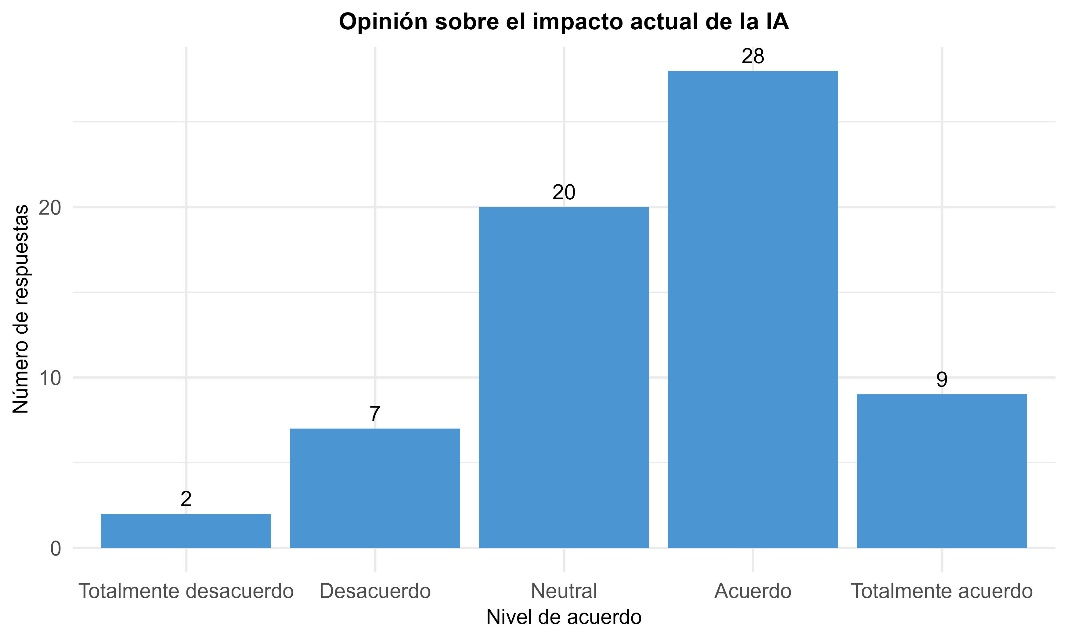 Opinión sobre el impacto actual de la IA
28
20
9
7
2
Número de respuestas
20
10
0
Totalmente desacuerdo Desacuerdo Neutral Acuerdo Totalmente acuerdo
Nivel de acuerdo